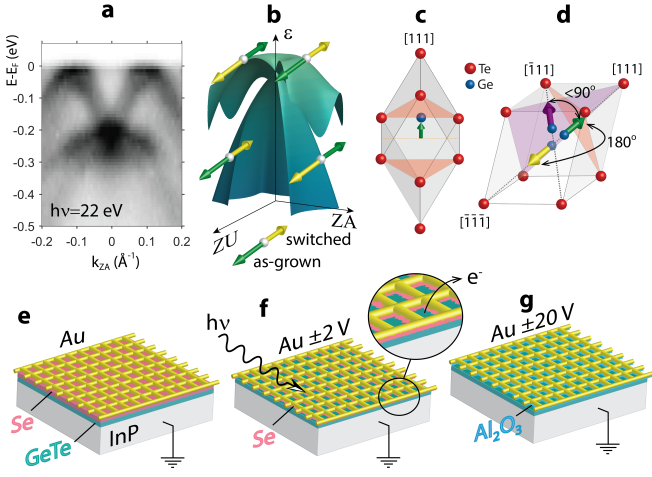 a
E-E_F (eV)
0
-0.1
-0.2
-0.3
-0.4
-0.5
hν=22 eV
-0.2 -0.1 0 0.1 0.2
k_ZA (Å⁻¹)
b
ε
ZU
ZA
switched
as-grown
c
[111]
Te
Ge
d
[1̄11]
[111]
<90°
180°
[1̄1̄1̄]
e
Au
Se
GeTe
InP
f
hν
Au ±2 V
e⁻
Se
g
Au ±20 V
Al₂O₃